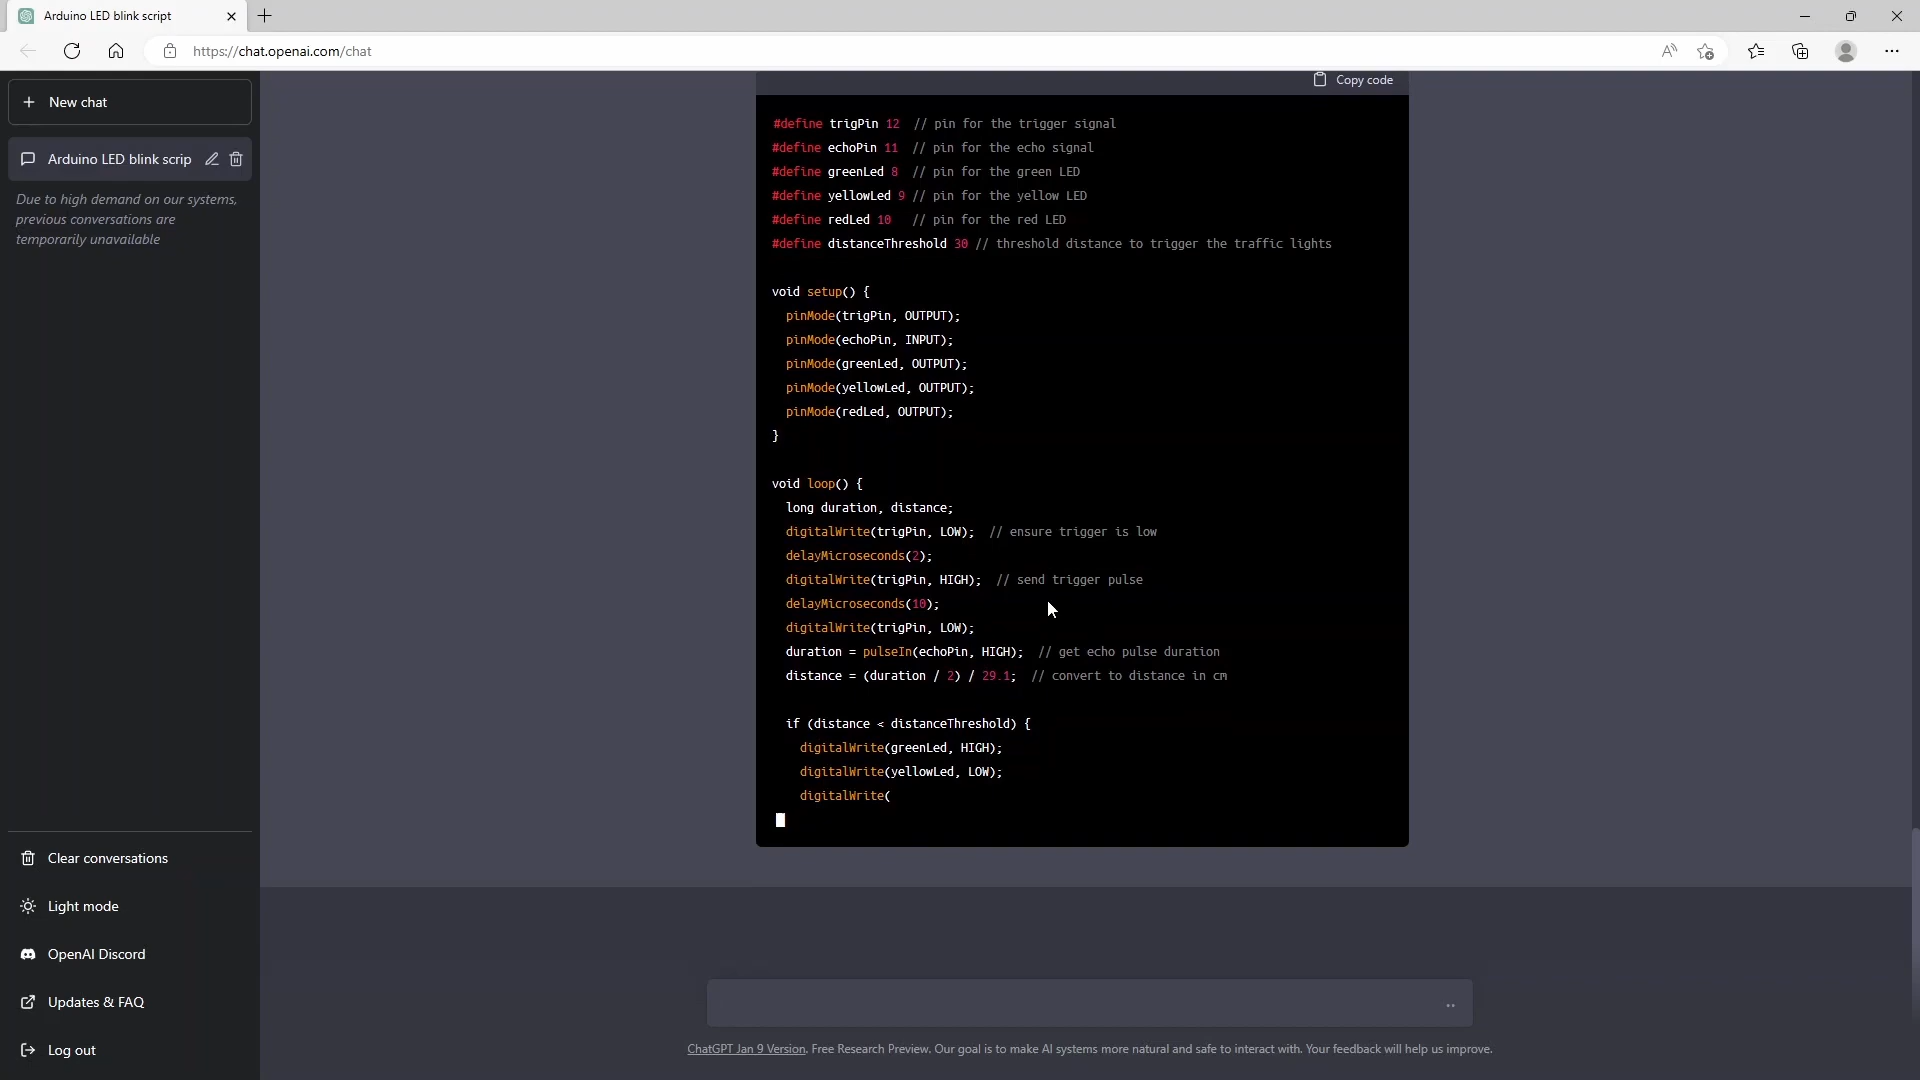 Arduino LED blink script
https://chat.openai.com/chat
New chat
Arduino LED blink scrip
Due to high demand on our systems,
previous conversations are
temporarily unavailable
Clear conversations
Light mode
OpenAI Discord
Updates & FAQ
Log out
Copy code
#define trigPin 12  // pin for the trigger signal
#define echoPin 11  // pin for the echo signal
#define greenLed 8  // pin for the green LED
#define yellowLed 9 // pin for the yellow LED
#define redLed 10   // pin for the red LED
#define distanceThreshold 30 // threshold distance to trigger the traffic lights
void setup() {
  pinMode(trigPin, OUTPUT);
  pinMode(echoPin, INPUT);
  pinMode(greenLed, OUTPUT);
  pinMode(yellowLed, OUTPUT);
  pinMode(redLed, OUTPUT);
}
void loop() {
  long duration, distance;
  digitalWrite(trigPin, LOW);  // ensure trigger is low
  delayMicroseconds(2);
  digitalWrite(trigPin, HIGH);  // send trigger pulse
  delayMicroseconds(10);
  digitalWrite(trigPin, LOW);
  duration = pulseIn(echoPin, HIGH);  // get echo pulse duration
  distance = (duration / 2) / 29.1;  // convert to distance in cm
  if (distance < distanceThreshold) {
    digitalWrite(greenLed, HIGH);
    digitalWrite(yellowLed, LOW);
    digitalWrite(
ChatGPT Jan 9 Version. Free Research Preview. Our goal is to make AI systems more natural and safe to interact with. Your feedback will help us improve.